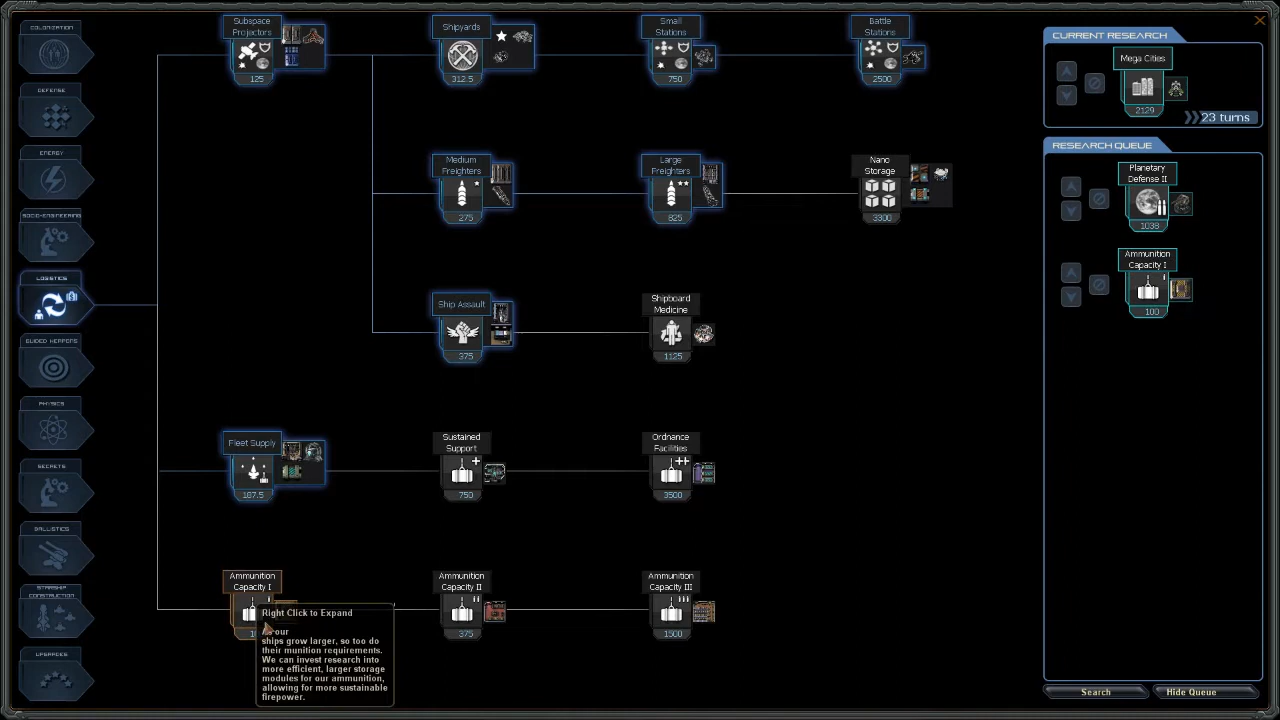 COLONIZATION
DEFENSE
ENERGY
SOCIO-ENGINEERING
LOGISTICS
GUIDED WEAPONS
PHYSICS
SECRETS
BALLISTICS
STARSHIP
CONSTRUCTION
UPGRADES
Subspace
Projectors
125
Shipyards
312.5
Small
Stations
750
Battle
Stations
2500
Medium
Freighters
275
Large
Freighters
825
Nano
Storage
3300
Ship Assault
375
Shipboard
Medicine
1125
Fleet Supply
187.5
Sustained
Support
750
Ordnance
Facilities
3500
Ammunition
Capacity I
Ammunition
Capacity II
375
Ammunition
Capacity III
1500
Right Click to Expand
As our
ships grow larger, so too do
their munition requirements.
We can invest research into
more efficient, larger storage
modules for our ammunition,
allowing for more sustainable
firepower.
CURRENT RESEARCH
Mega Cities
2129
23 turns
RESEARCH QUEUE
Planetary
Defense II
1038
Ammunition
Capacity I
100
Search
Hide Queue